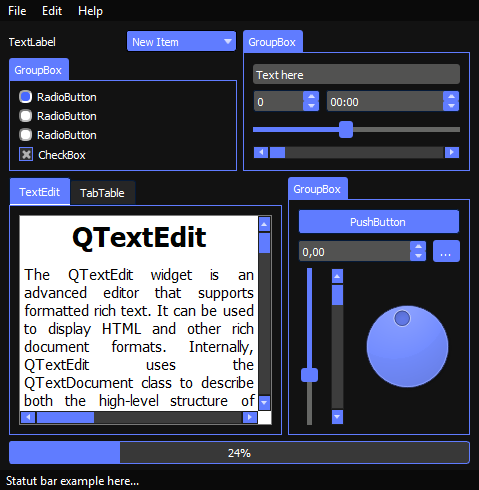 File Edit Help
TextLabel New Item
GroupBox
RadioButton
RadioButton
RadioButton
CheckBox
GroupBox
Text here
0 00:00
TextEdit TabTable
QTextEdit
The QTextEdit widget is an
advanced editor that supports
formatted rich text. It can be used
to display HTML and other rich
document formats. Internally,
QTextEdit uses the
QTextDocument class to describe
both the high-level structure of
GroupBox
PushButton
0,00 ...
24%
Statut bar example here...